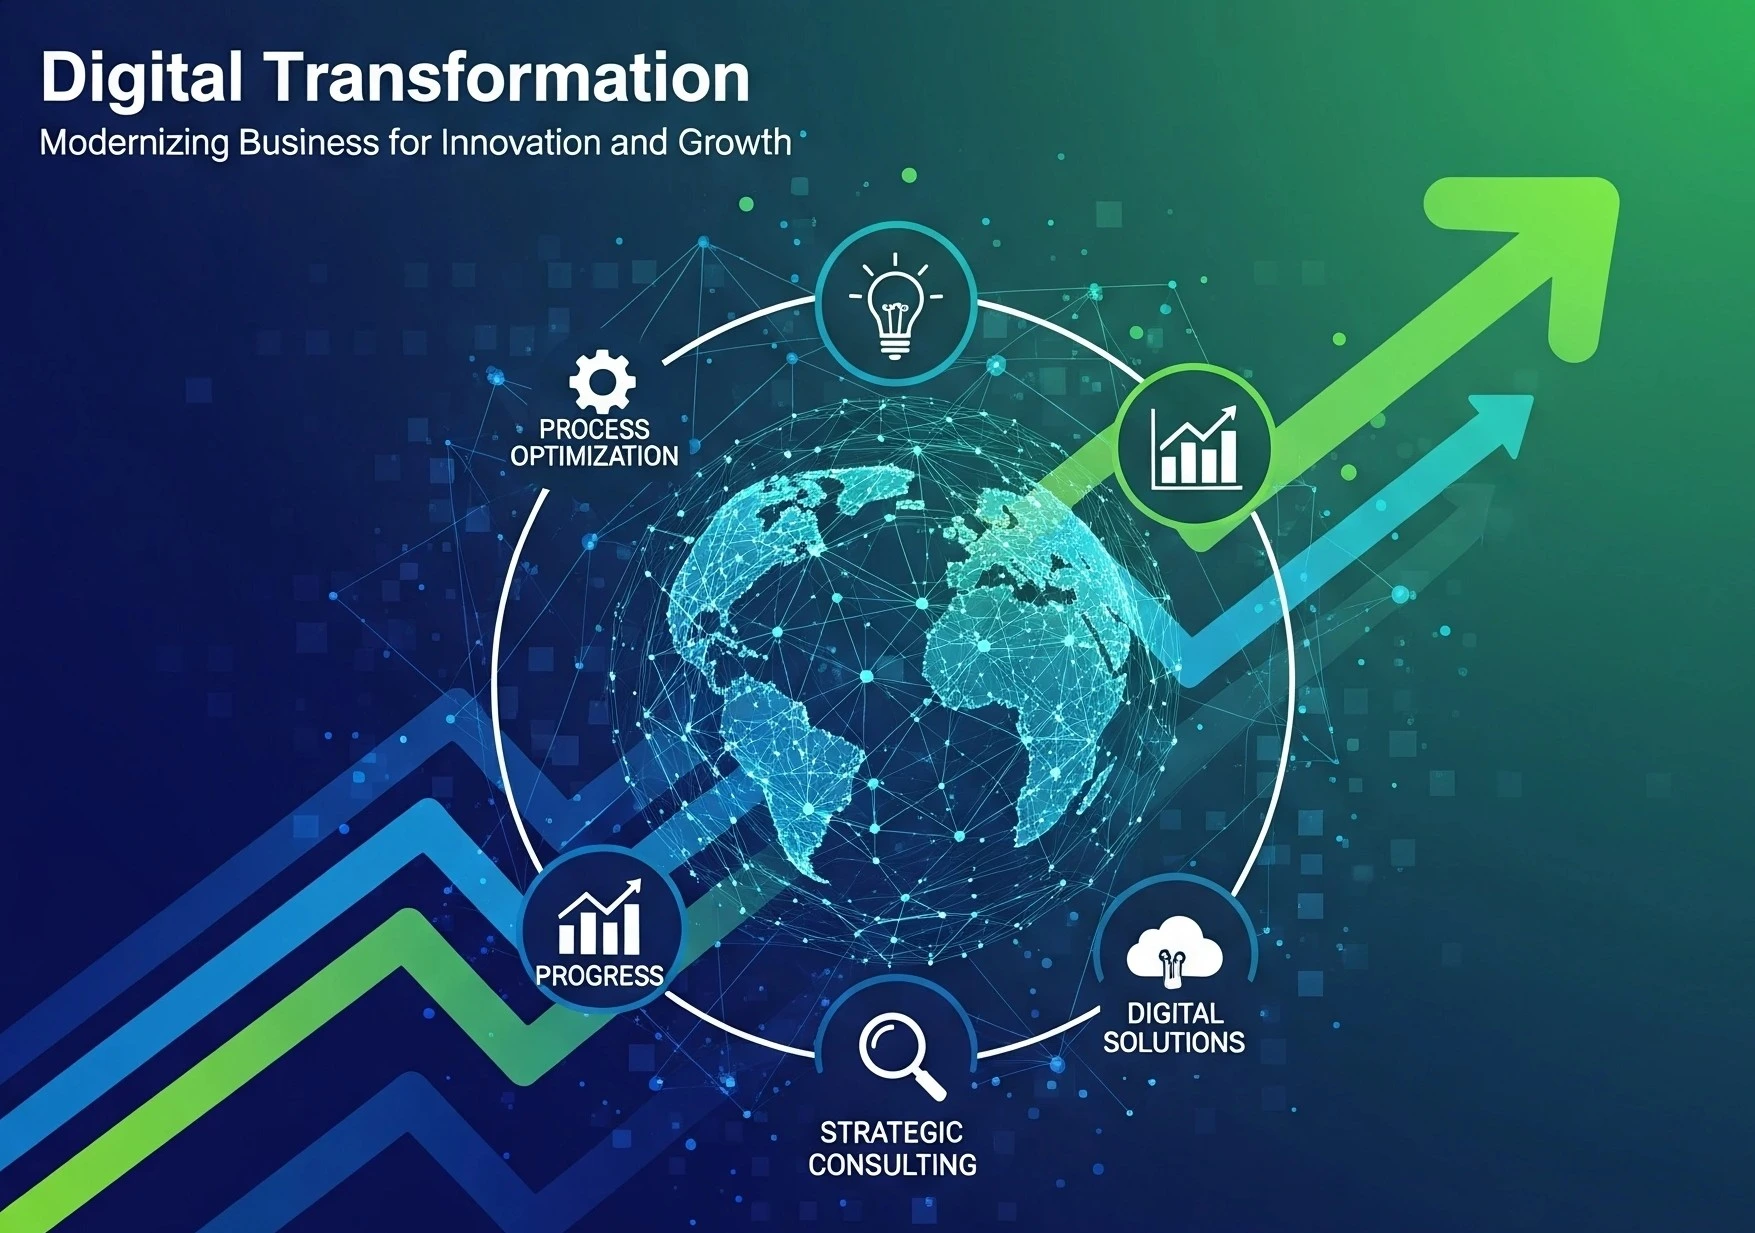 Digital Transformation
Modernizing Business for Innovation and Growth
PROCESS
OPTIMIZATION
PROGRESS
DIGITAL
SOLUTIONS
STRATEGIC
CONSULTING